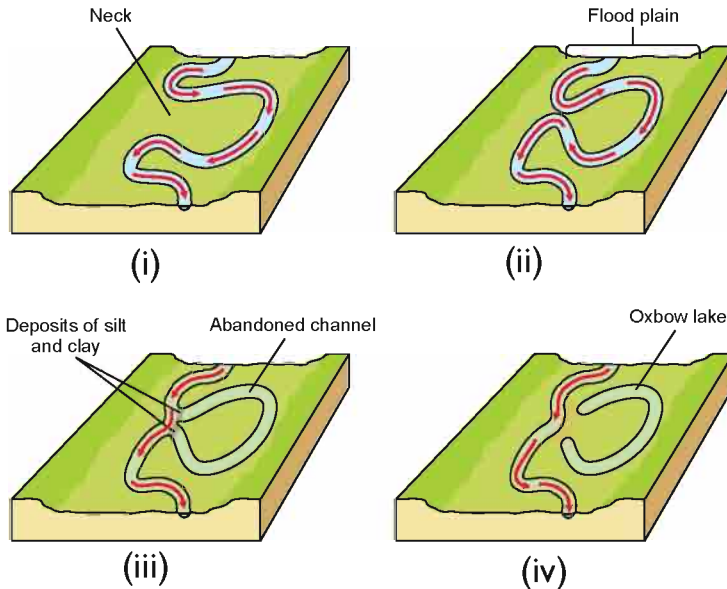 Neck
Flood plain
(i)
(ii)
Deposits of silt
and clay
Abandoned channel
Oxbow lake
(iii)
(iv)